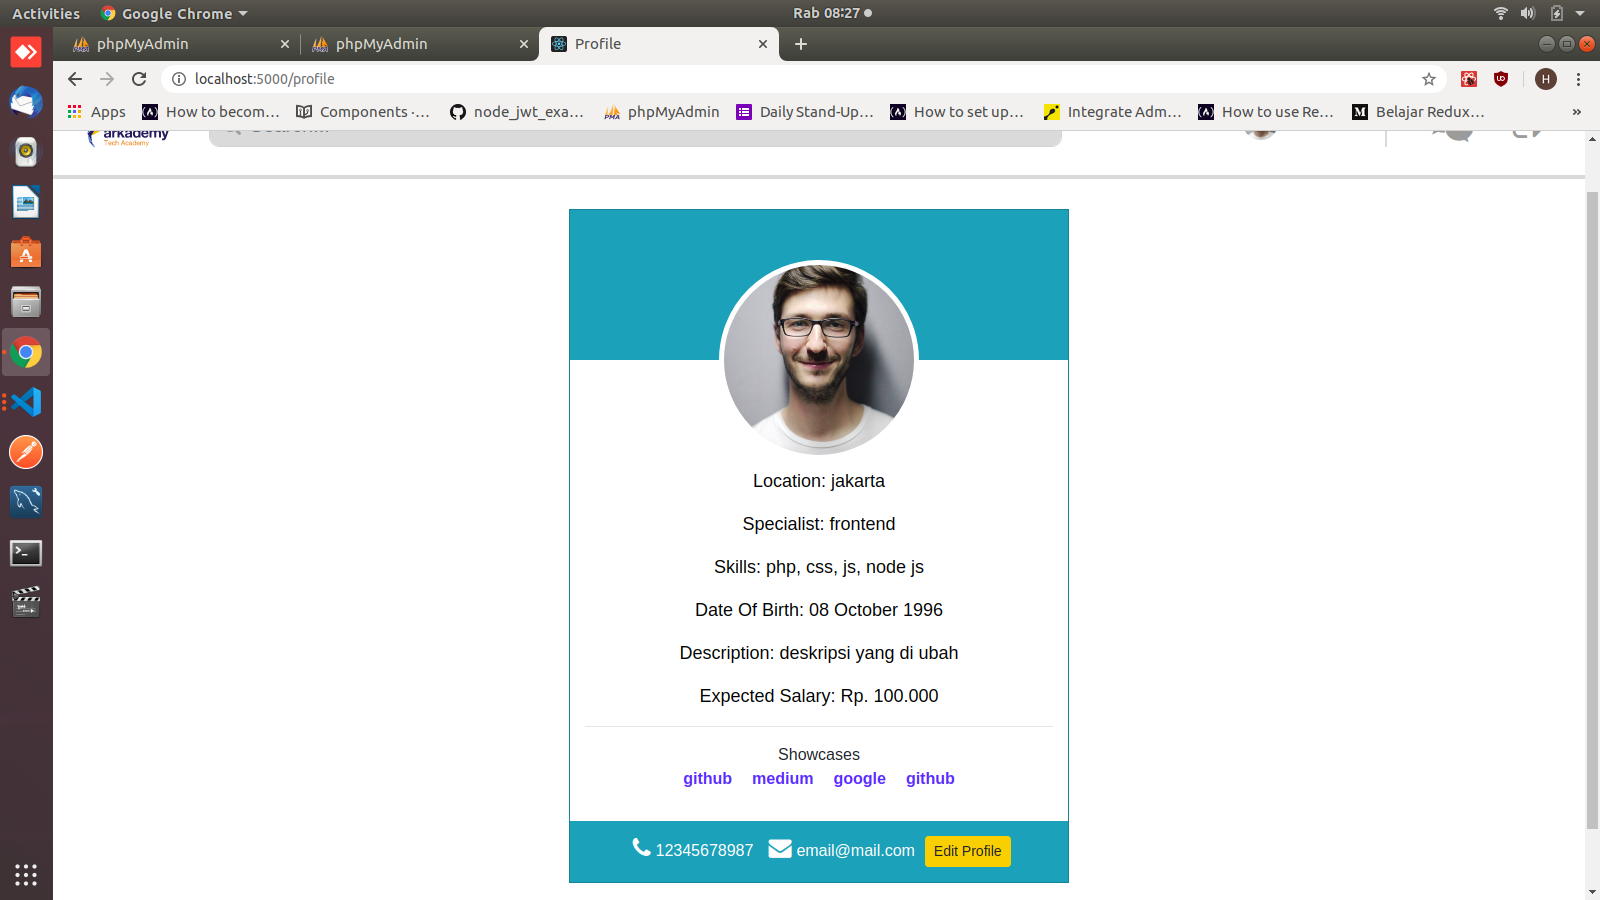 Activities Google Chrome Rab 08:27
phpMyAdmin phpMyAdmin Profile
localhost:5000/profile H
Apps How to becom... Components ·... node_jwt_exa... phpMyAdmin Daily Stand-Up... How to set up... Integrate Adm... How to use Re... Belajar Redux... »
arkademy
Tech Academy
Location: jakarta
Specialist: frontend
Skills: php, css, js, node js
Date Of Birth: 08 October 1996
Description: deskripsi yang di ubah
Expected Salary: Rp. 100.000
Showcases
github medium google github
12345678987 email@mail.com Edit Profile